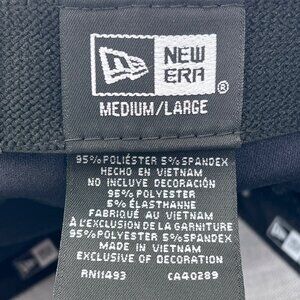 NEW
ERA®
MEDIUM/LARGE
95% POLIÉSTER 5% SPANDEX
HECHO EN VIETNAM
NO INCLUYE DECORACIÓN
95% POLYESTER
5% ÉLASTHANNE
FABRIQUÉ AU VIETNAM
À L'EXCLUSION DE LA GARNITURE
95% POLYESTER 5% SPANDEX
MADE IN VIETNAM
EXCLUSIVE OF DECORATION
RN11493 CA40289